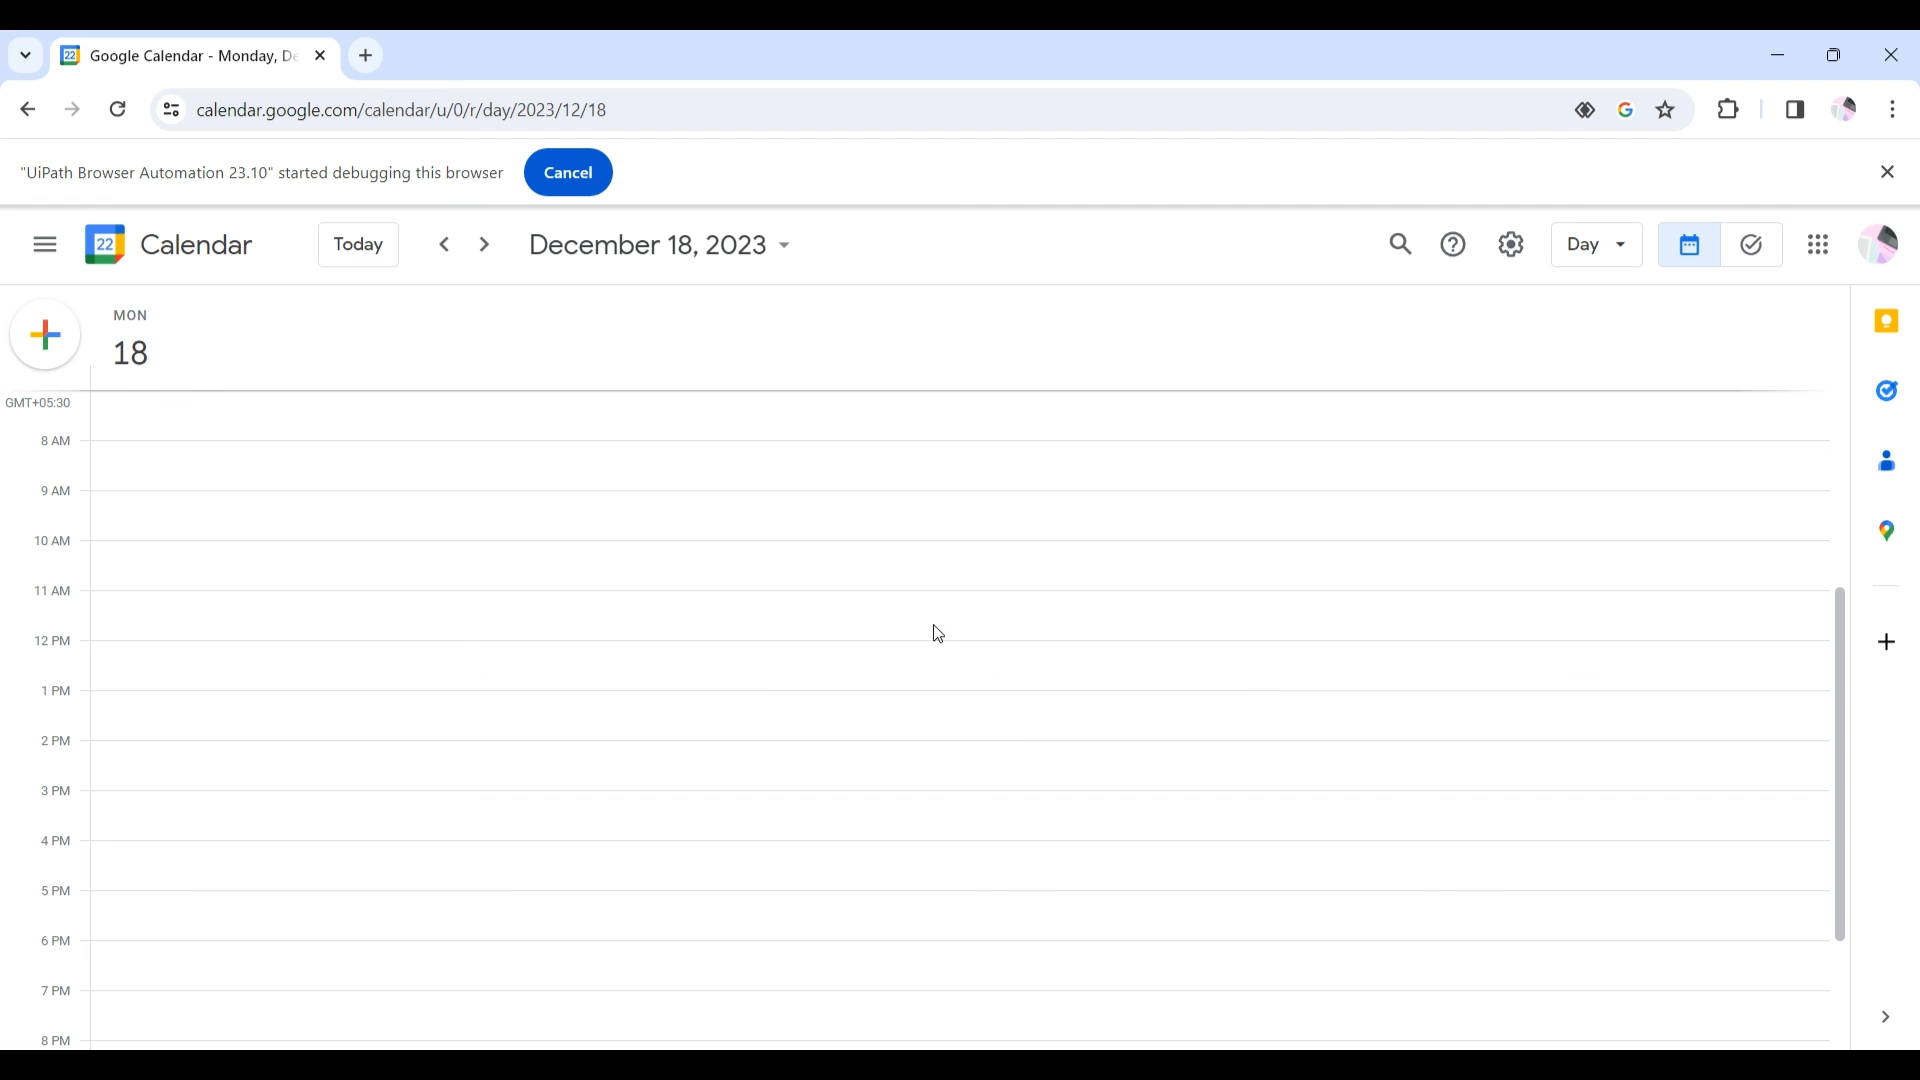 22 Google Calendar - Monday, De
calendar.google.com/calendar/u/0/r/day/2023/12/18
"UiPath Browser Automation 23.10" started debugging this browser Cancel
22 Calendar Today December 18, 2023 Day
MON
18
GMT+05:30
8 AM
9 AM
10 AM
11 AM
12 PM
1 PM
2 PM
3 PM
4 PM
5 PM
6 PM
7 PM
8 PM